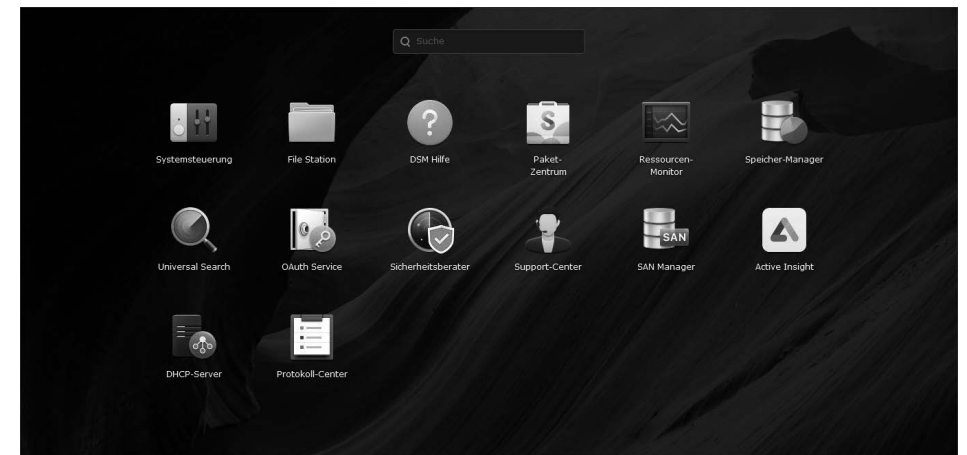 Suche
Systemsteuerung
File Station
DSM Hilfe
Paket-
Zentrum
Ressourcen-
Monitor
Speicher-Manager
Universal Search
OAuth Service
Sicherheitsberater
Support-Center
SAN
SAN Manager
Active Insight
DHCP-Server
Protokoll-Center